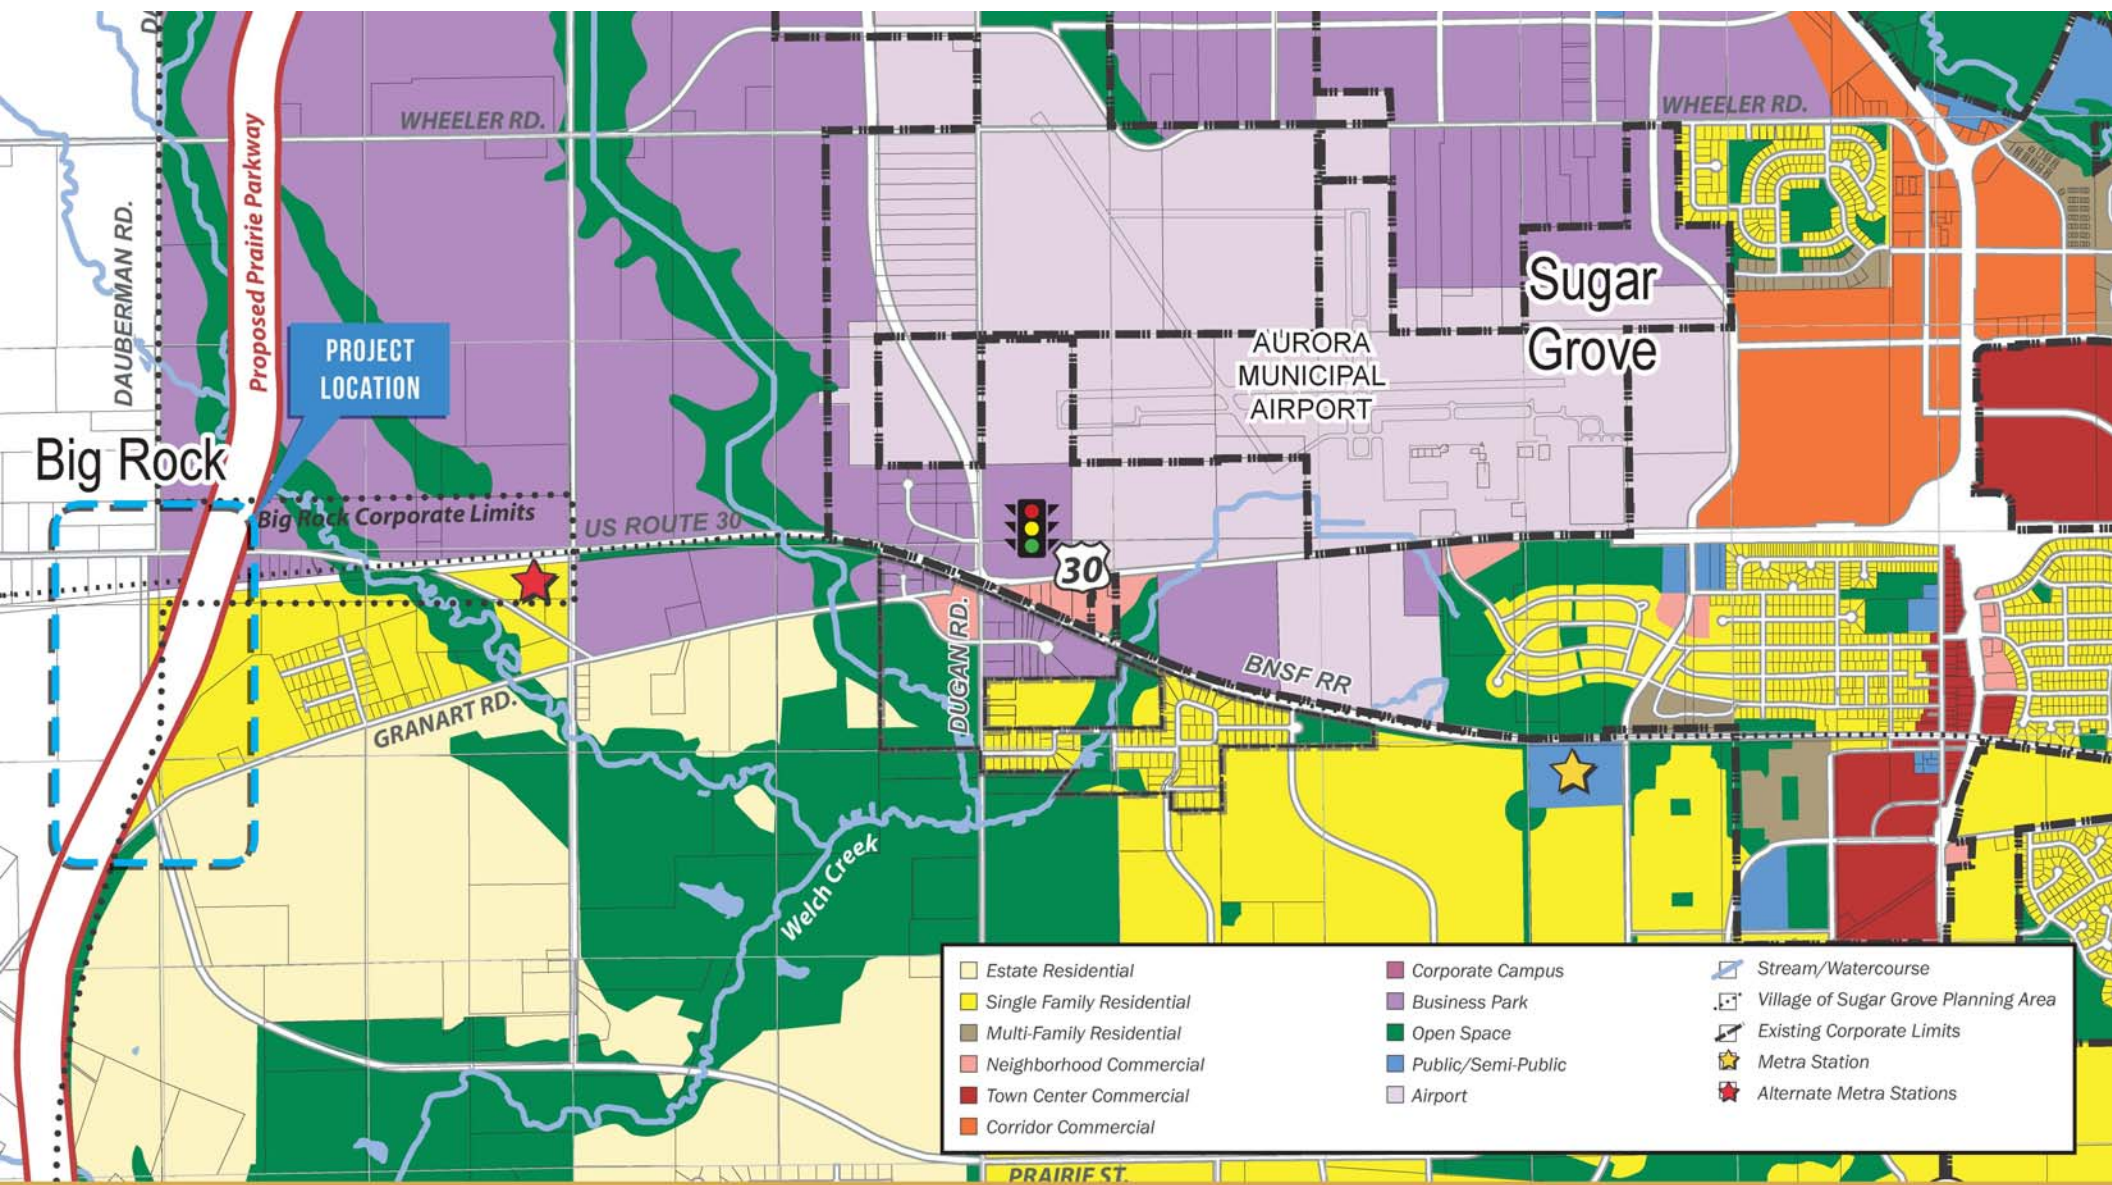 WHEELER RD.
WHEELER RD.
Proposed Prairie Parkway
DAUBERMAN RD.
PROJECT
LOCATION
Sugar
Grove
AURORA
MUNICIPAL
AIRPORT
Big Rock
Big Rock Corporate Limits
US ROUTE 30
30
DUGAN RD.
BNSF RR
GRANART RD.
Welch Creek
Estate Residential
Single Family Residential
Multi-Family Residential
Neighborhood Commercial
Town Center Commercial
Corridor Commercial
Corporate Campus
Business Park
Open Space
Public/Semi-Public
Airport
Stream/Watercourse
Village of Sugar Grove Planning Area
Existing Corporate Limits
Metra Station
Alternate Metra Stations
PRAIRIE ST.